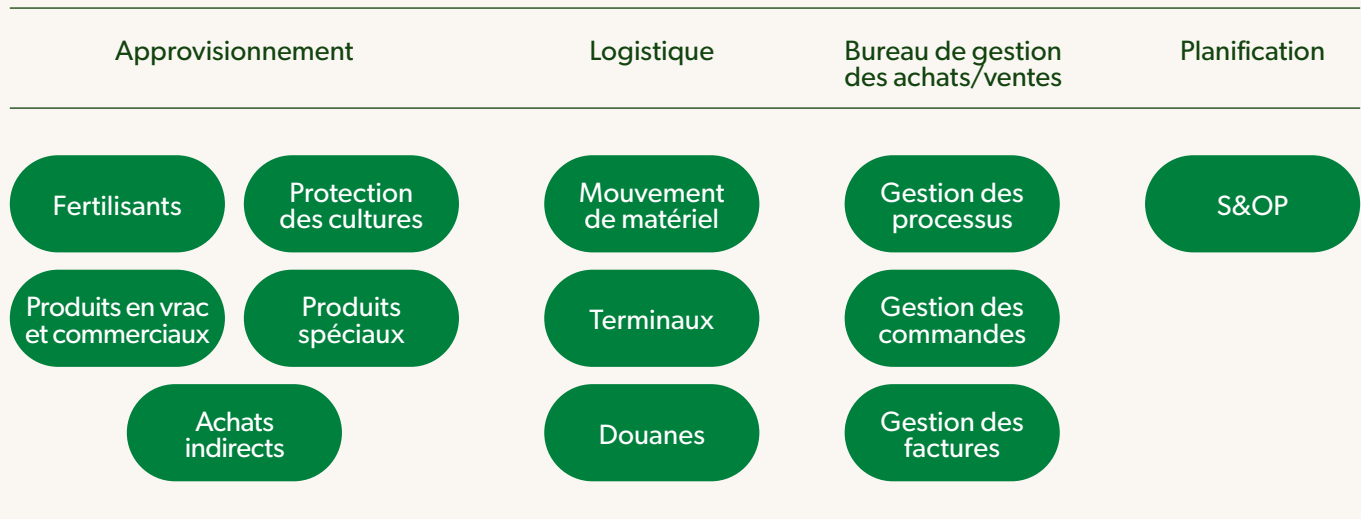 Approvisionnement
Logistique
Bureau de gestion
des achats/ventes
Planification
Fertilisants
Protection
des cultures
Mouvement
de matériel
Gestion des
processus
S&OP
Produits en vrac
et commerciaux
Produits
spéciaux
Terminaux
Gestion des
commandes
Achats
indirects
Douanes
Gestion des
factures